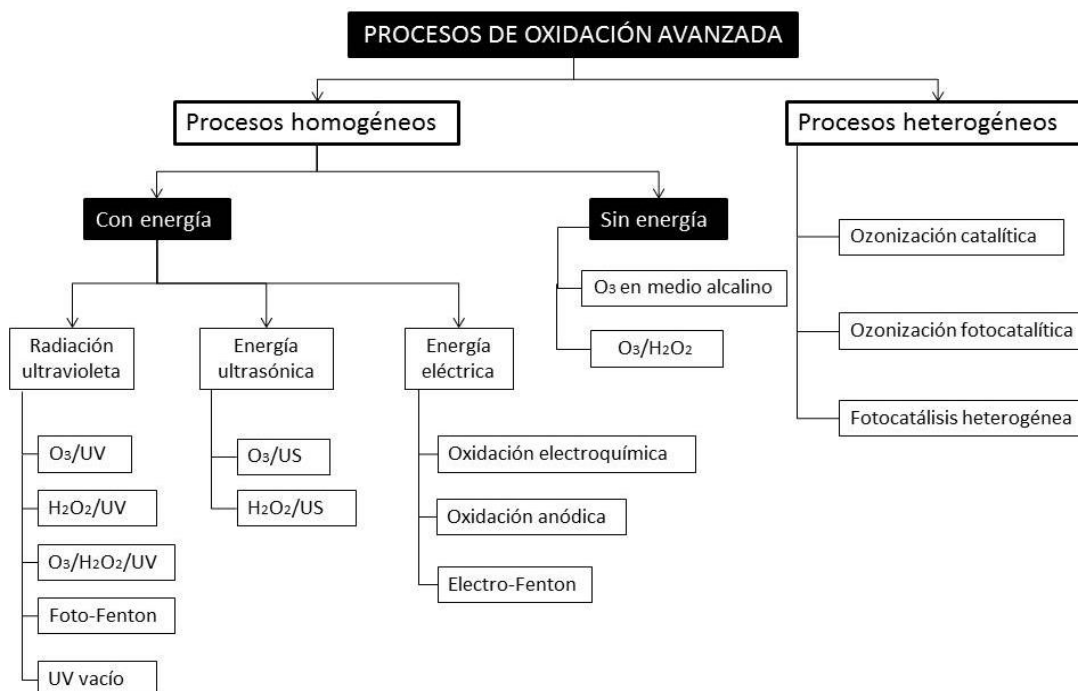 PROCESOS DE OXIDACIÓN AVANZADA
Procesos homogéneos
Procesos heterogéneos
Con energía
Sin energía
Ozonización catalítica
O₃ en medio alcalino
O₃/H₂O₂
Radiación
ultravioleta
Energía
ultrasónica
Energía
eléctrica
Ozonización fotocatalítica
Fotocatálisis heterogénea
O₃/UV
H₂O₂/UV
O₃/H₂O₂/UV
Foto-Fenton
UV vacío
O₃/US
H₂O₂/US
Oxidación electroquímica
Oxidación anódica
Electro-Fenton